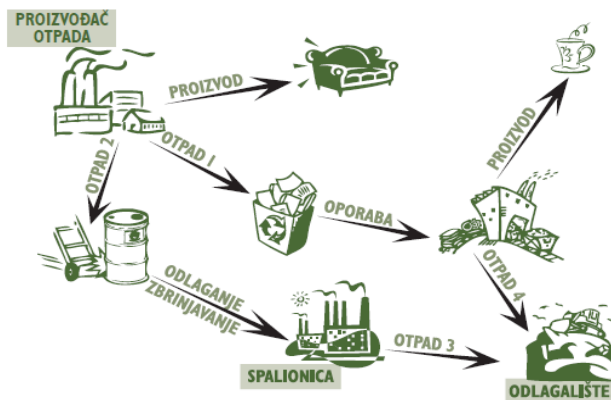 PROIZVOĐAČ
OTPADA
PROIZVOD
OTPAD 1
OTPAD 2
PROIZVOD
OPORABA
OTPAD 4
ODLAGANJE
ZBRINJAVANJE
OTPAD 3
SPALIONICA
ODLAGALIŠTE